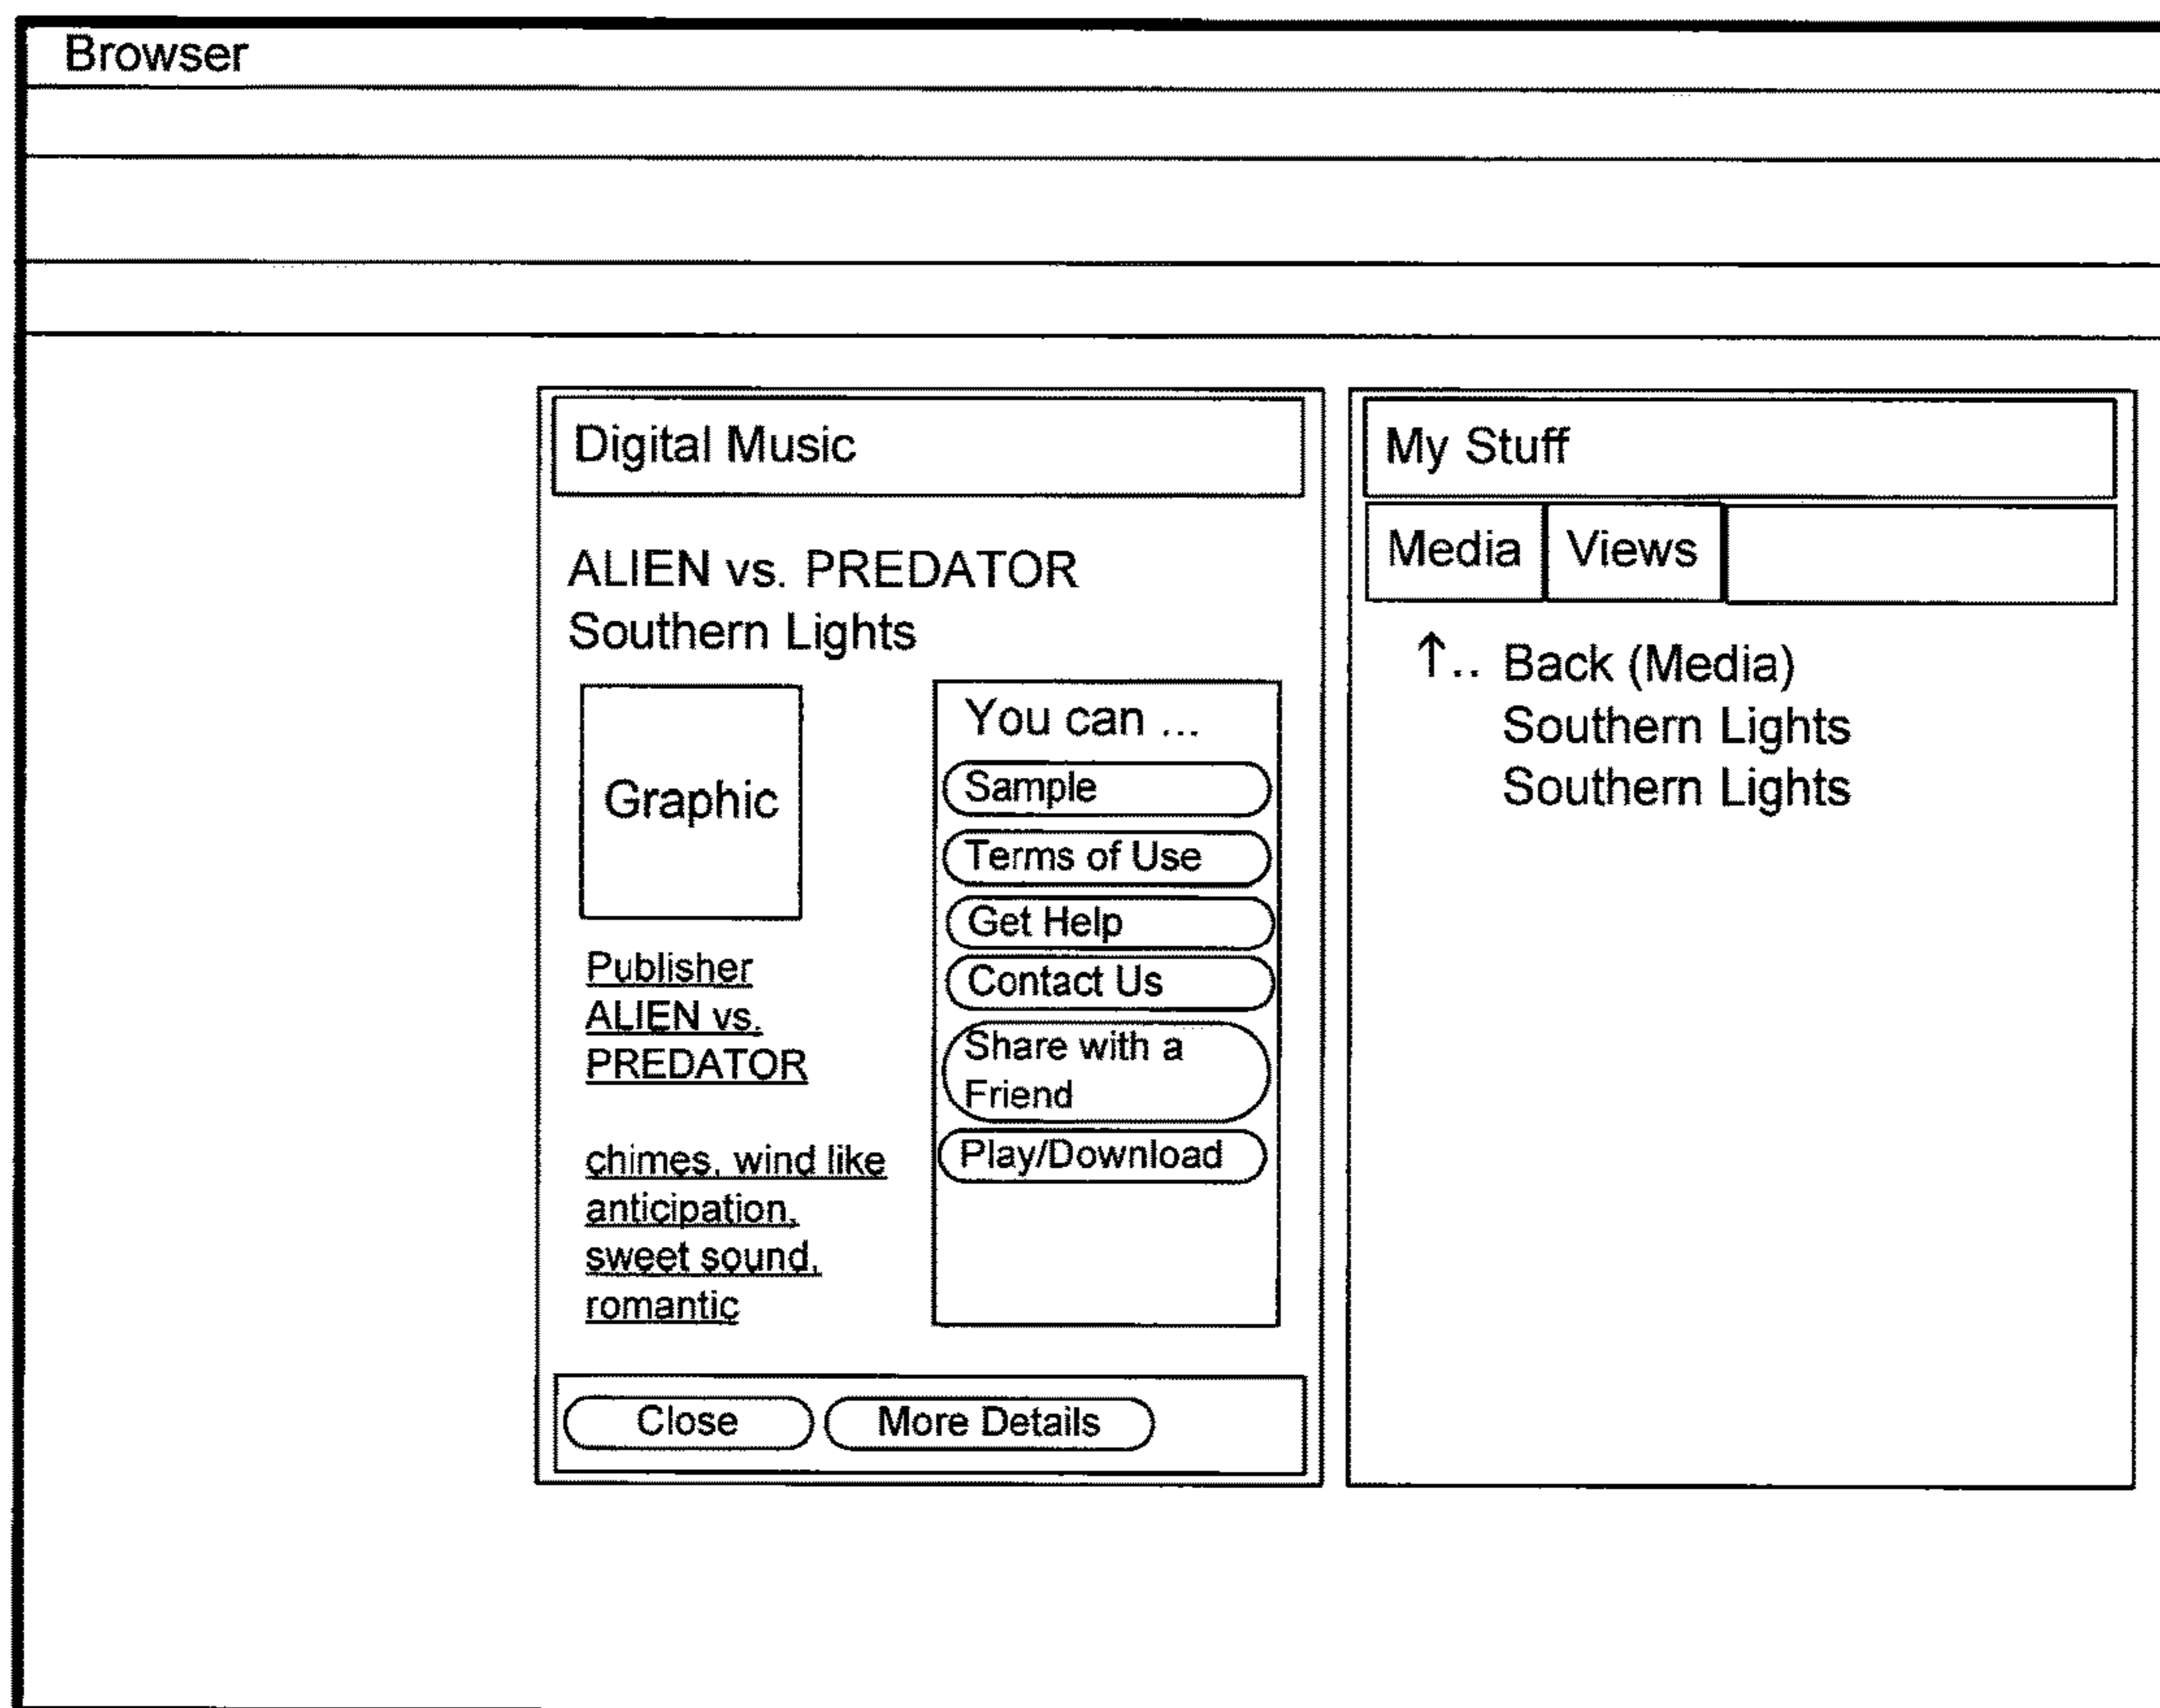 Browser
Digital Music
ALIEN vs. PREDATOR
Southern Lights
Graphic
Publisher
ALIEN vs.
PREDATOR
chimes, wind like
anticipation,
sweet sound,
romantic
You can ...
Sample
Terms of Use
Get Help
Contact Us
Share with a
Friend
Play/Download
Close More Details
My Stuff
Media Views
↑.. Back (Media)
Southern Lights
Southern Lights